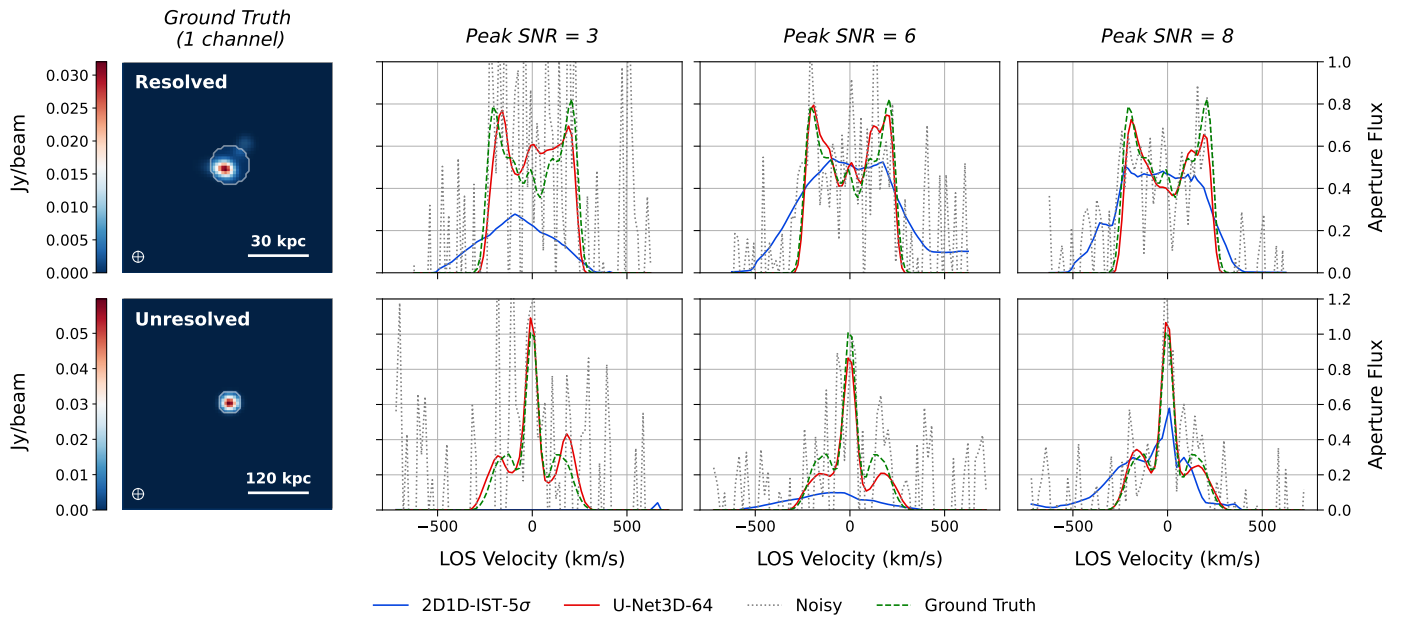 Ground Truth
(1 channel)
Peak SNR = 3
Peak SNR = 6
Peak SNR = 8
Jy/beam
0.030
0.025
0.020
0.015
0.010
0.005
0.000
Resolved
30 kpc
1.0
0.8
0.6
0.4
0.2
0.0
Aperture Flux
Jy/beam
0.05
0.04
0.03
0.02
0.01
0.00
Unresolved
120 kpc
1.2
1.0
0.8
0.6
0.4
0.2
0.0
Aperture Flux
−500 0 500
−500 0 500
−500 0 500
LOS Velocity (km/s)
LOS Velocity (km/s)
LOS Velocity (km/s)
2D1D-IST-5σ U-Net3D-64 Noisy Ground Truth